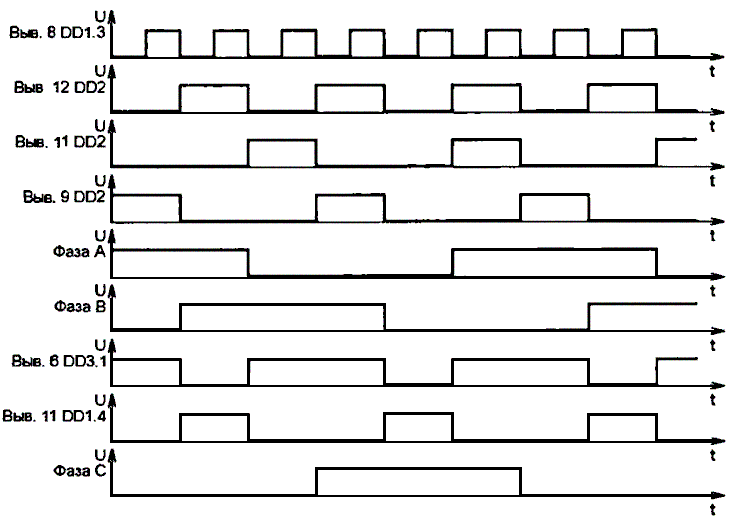 U
Выв. 8 DD1.3
t
U
Выв 12 DD2
t
U
Выв. 11 DD2
t
U
Выв. 9 DD2
t
U
Фаза А
t
U
Фаза В
t
U
Выв. 6 DD3.1
t
U
Выв. 11 DD1.4
t
U
Фаза С
t